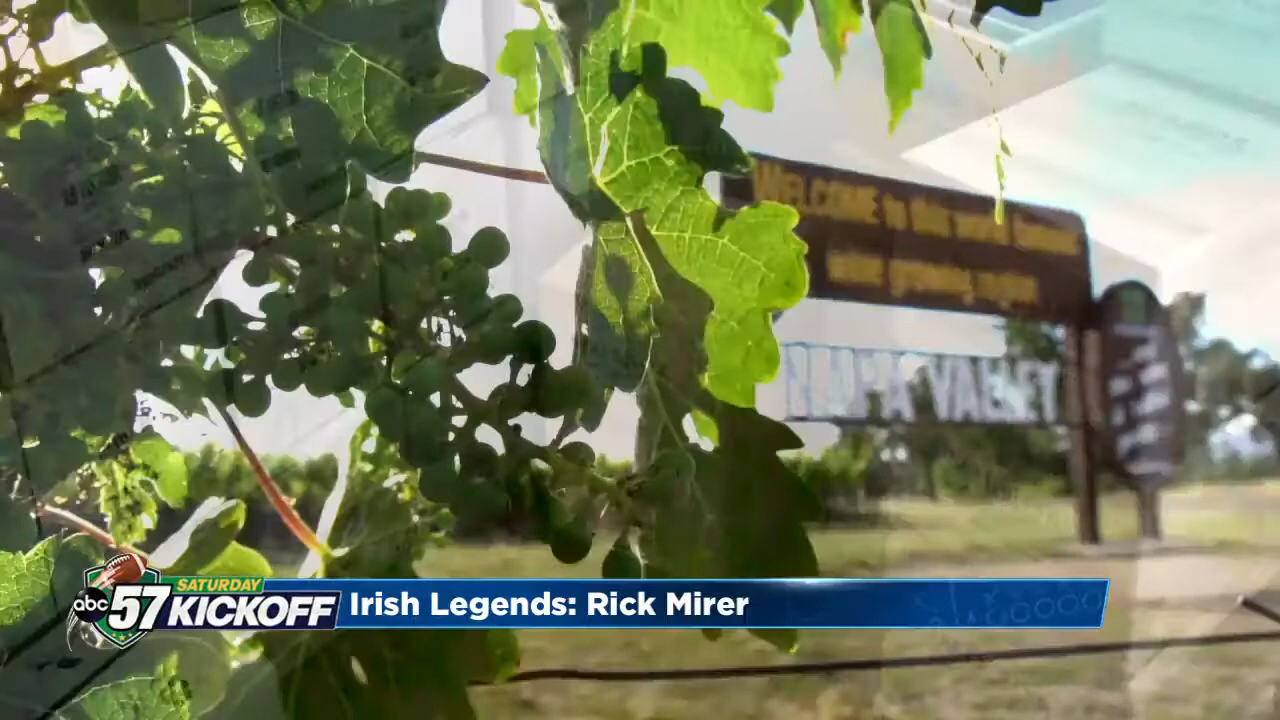 WELCOME to this world famous
wine growing region
NAPA VALLEY
abc 57 SATURDAY KICKOFF
Irish Legends: Rick Mirer